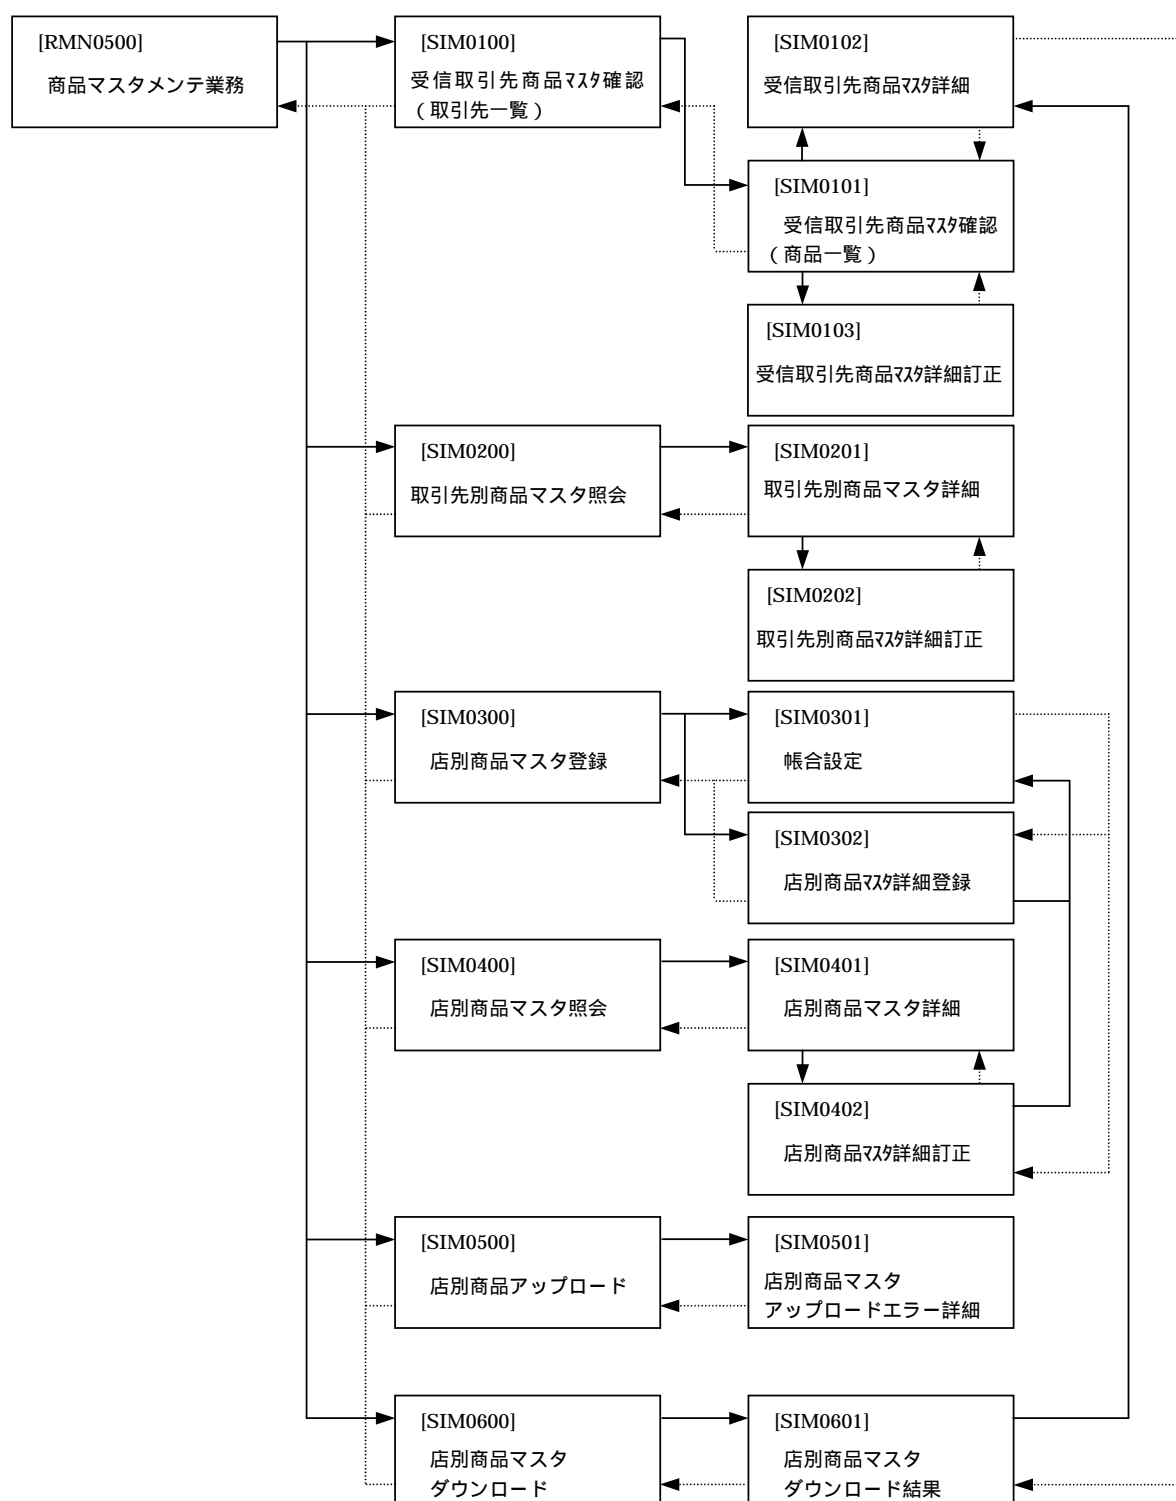 [RMN0500]
商品マスタメンテ業務
[SIM0100]
受信取引先商品ﾏｽﾀ確認
（取引先一覧）
[SIM0102]
受信取引先商品ﾏｽﾀ詳細
[SIM0101]
受信取引先商品ﾏｽﾀ確認
（商品一覧）
[SIM0103]
受信取引先商品ﾏｽﾀ詳細訂正
[SIM0200]
取引先別商品マスタ照会
[SIM0201]
取引先別商品マスタ詳細
[SIM0202]
取引先別商品ﾏｽﾀ詳細訂正
[SIM0300]
店別商品マスタ登録
[SIM0301]
帳合設定
[SIM0302]
店別商品ﾏｽﾀ詳細登録
[SIM0400]
店別商品マスタ照会
[SIM0401]
店別商品マスタ詳細
[SIM0402]
店別商品ﾏｽﾀ詳細訂正
[SIM0500]
店別商品アップロード
[SIM0501]
店別商品マスタ
アップロードエラー詳細
[SIM0600]
店別商品マスタ
ダウンロード
[SIM0601]
店別商品マスタ
ダウンロード結果